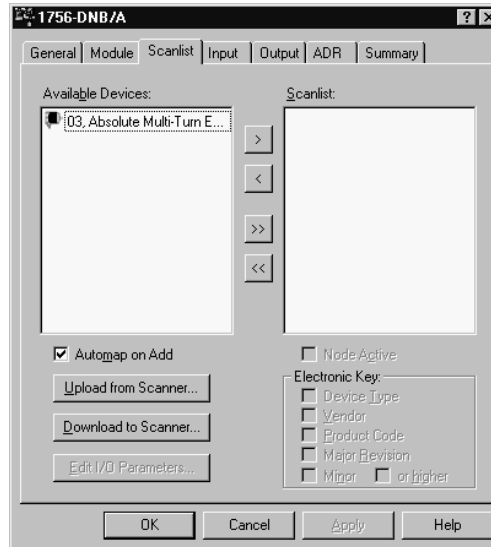 1756-DNB/A
General Module Scanlist Input Output ADR Summary
Available Devices:
Scanlist:
03, Absolute Multi-Turn E...
>
<
>>
<<
Automap on Add
Node Active
Upload from Scanner...
Electronic Key:
Device Type
Vendor
Download to Scanner...
Product Code
Major Revision
Edit I/O Parameters...
Minor or higher
OK Cancel Apply Help